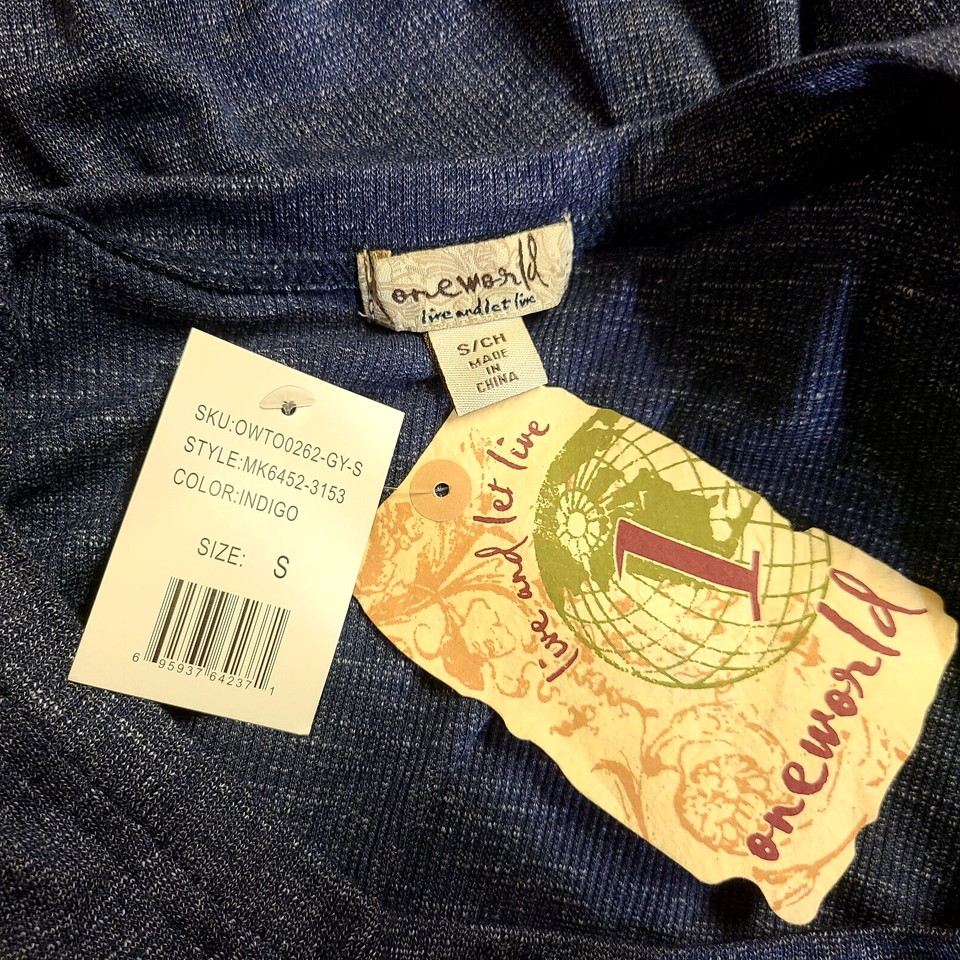 oneworld
live and let live
S/CH
MADE
IN
CHINA
SKU:OWTO0262-GY-S
STYLE:MK6452-3153
COLOR:INDIGO
SIZE: S
6 95937 64237 1
live and let live
1
oneworld